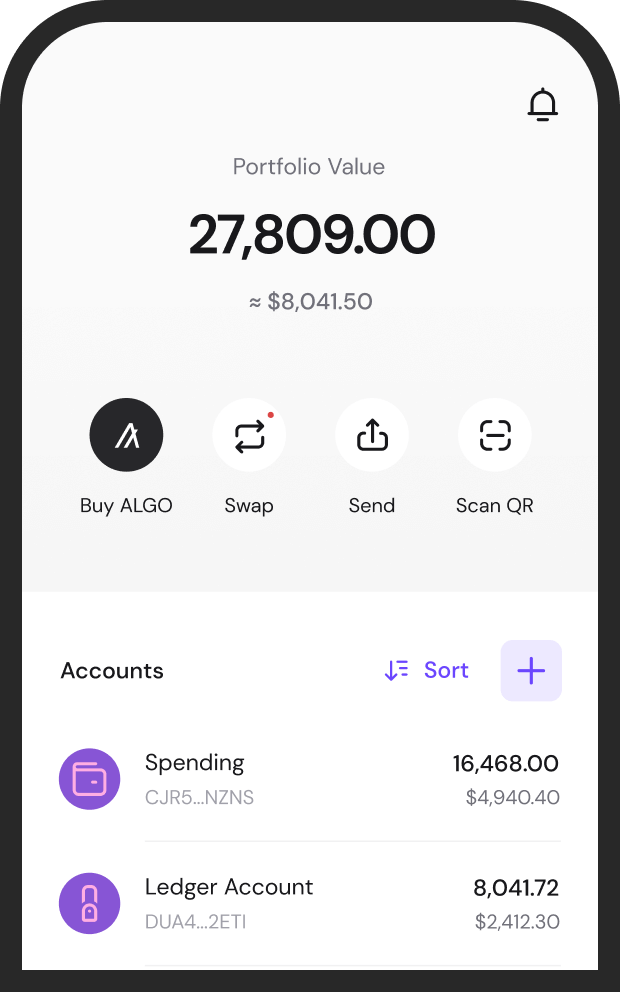 Portfolio Value
27,809.00
≈ $8,041.50
Buy ALGO Swap Send Scan QR
Accounts Sort
Spending 16,468.00
CJR5...NZNS $4,940.40
Ledger Account 8,041.72
DUA4...2ETI $2,412.30